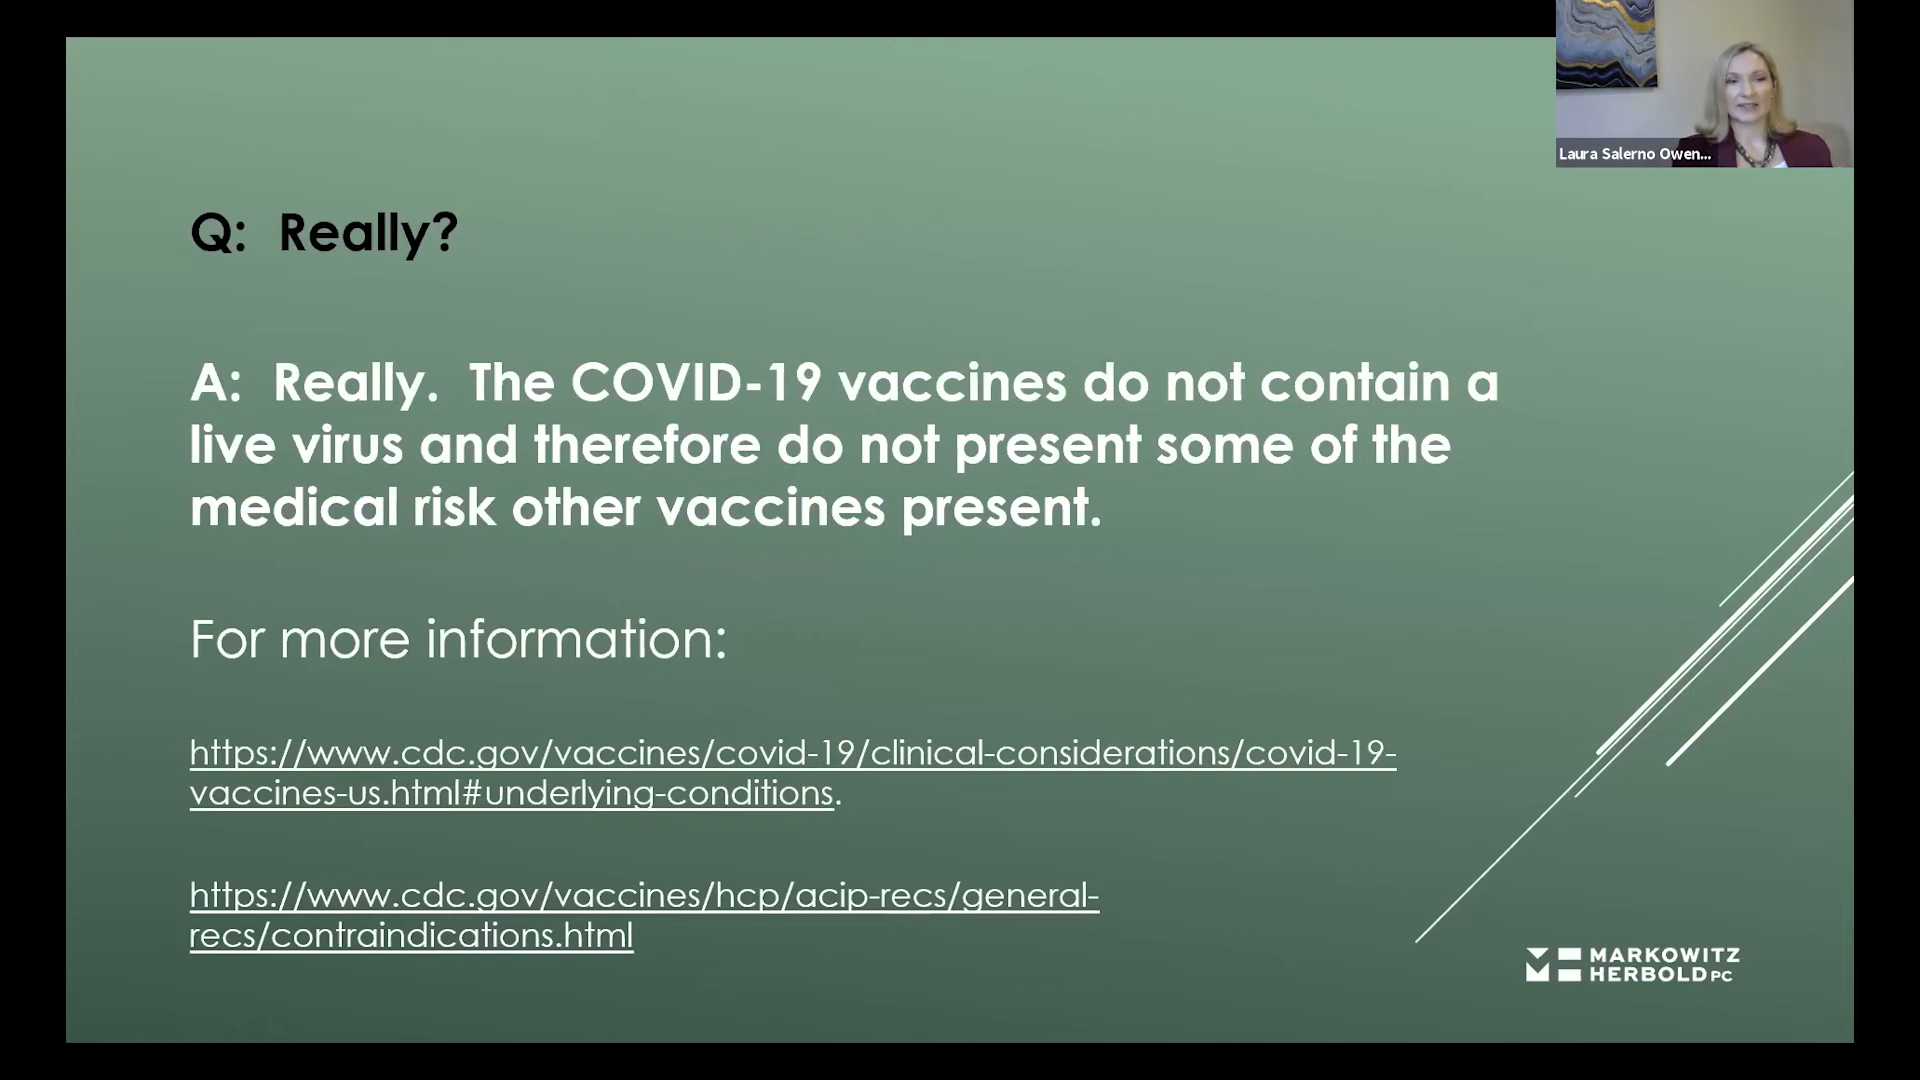 Laura Salerno Owen...
Q: Really?
A: Really. The COVID-19 vaccines do not contain a
live virus and therefore do not present some of the
medical risk other vaccines present.
For more information:
https://www.cdc.gov/vaccines/covid-19/clinical-considerations/covid-19-
vaccines-us.html#underlying-conditions.
https://www.cdc.gov/vaccines/hcp/acip-recs/general-
recs/contraindications.html
MARKOWITZ
HERBOLD PC